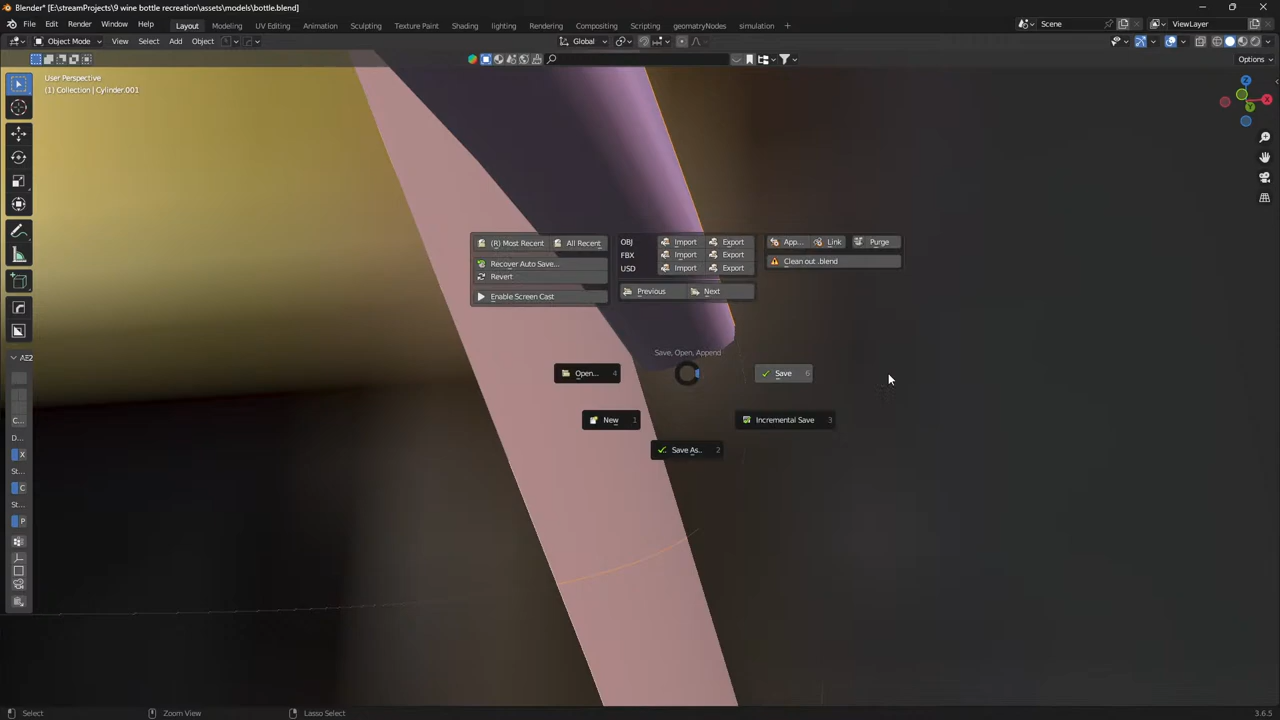 Blender* [E:\streamProjects\9 wine bottle recreation\assets\models\bottle.blend]
File Edit Render Window Help Layout Modeling UV Editing Animation Sculpting Texture Paint Shading Lighting Rendering Compositing Scripting geometryNodes simulation Scene ViewLayer
Object Mode View Select Add Object Global
Options
User Perspective
(1) Collection | Cylinder.001
Z
X
Y
(R) Most Recent All Recent OBJ Import Export App... Link Purge
Recover Auto Save... FBX Import Export Clean out .blend
Revert USD Import Export
Enable Screen Cast Previous Next
Save, Open, Append
Open... 4 Save 6
New 1 Incremental Save 3
Save As.. 2
AE2
C...
D...
X
St...
C
St...
P
Select Zoom View Lasso Select 3.6.5